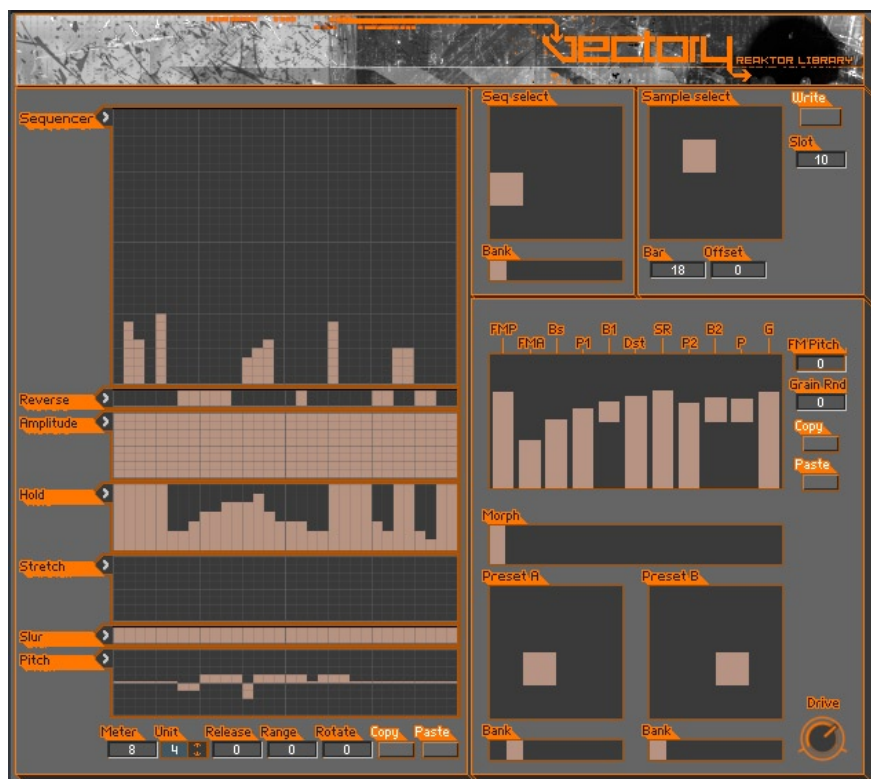 Vectory
REAKTOR LIBRARY
Sequencer
Reverse
Amplitude
Hold
Stretch
Slur
Pitch
Meter Unit Release Range Rotate Copy Paste
8 4 0 0 0
Seq select
Bank
Sample select
Write
Slot
10
Bar Offset
18 0
FMP Bs B1 SR B2 G
FMA P1 Dst P2 P
FM Pitch
0
Grain Rnd
0
Copy
Paste
Morph
Preset A Preset B
Bank Bank
Drive